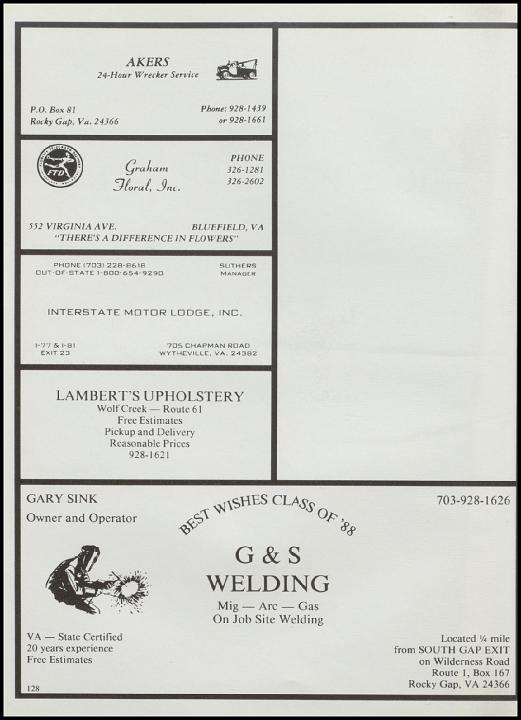 AKERS
24-Hour Wrecker Service
P.O. Box 81
Rocky Gap, Va. 24366
Phone: 928-1439
or 928-1661
FTD
Graham
Floral, Inc.
PHONE
326-1281
326-2602
552 VIRGINIA AVE.
BLUEFIELD, VA
"THERE'S A DIFFERENCE IN FLOWERS"
PHONE (703) 228-8618
OUT-OF-STATE 1-800-654-9290
SLITHERS
MANAGER
INTERSTATE MOTOR LODGE, INC.
I-77 & I-81
EXIT 23
705 CHAPMAN ROAD
WYTHEVILLE, VA. 24382
LAMBERT'S UPHOLSTERY
Wolf Creek — Route 61
Free Estimates
Pickup and Delivery
Reasonable Prices
928-1621
GARY SINK
Owner and Operator
BEST WISHES CLASS OF '88
703-928-1626
G & S
WELDING
Mig — Arc — Gas
On Job Site Welding
VA — State Certified
20 years experience
Free Estimates
Located ¼ mile
from SOUTH GAP EXIT
on Wilderness Road
Route 1, Box 167
Rocky Gap, VA 24366
128